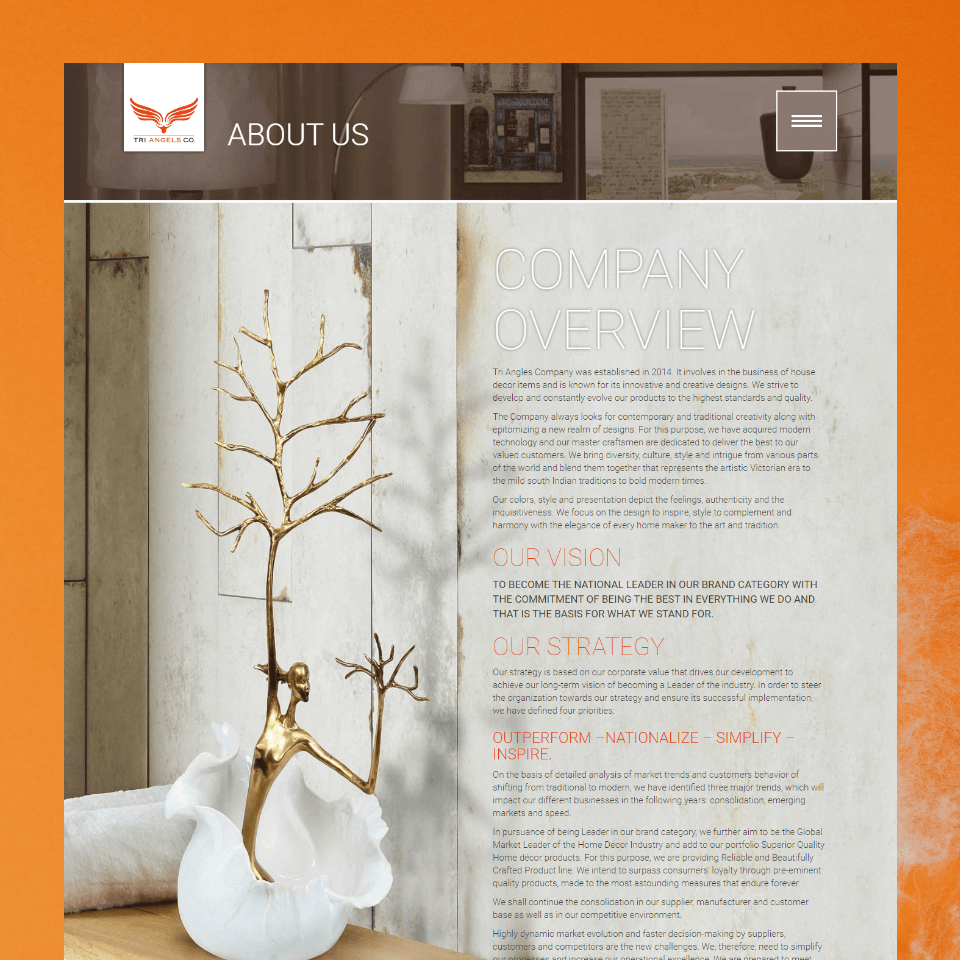 TRI ANGELS CO.
ABOUT US
COMPANY
OVERVIEW
Tri Angles Company was established in 2014. It involves in the business of house
decor items and is known for its innovative and creative designs. We strive to
develop and constantly evolve our products to the highest standards and quality.
The Company always looks for contemporary and traditional creativity along with
epitomizing a new realm of designs. For this purpose, we have acquired modern
technology and our master craftsmen are dedicated to deliver the best to our
valued customers. We bring diversity, culture, style and intrigue from various parts
of the world and blend them together that represents the artistic Victorian era to
the mild south Indian traditions to bold modern times.
Our colors, style and presentation depict the feelings, authenticity and the
inquisitiveness. We focus on the design to inspire, style to complement and
harmony with the elegance of every home maker to the art and tradition
OUR VISION
TO BECOME THE NATIONAL LEADER IN OUR BRAND CATEGORY WITH
THE COMMITMENT OF BEING THE BEST IN EVERYTHING WE DO AND
THAT IS THE BASIS FOR WHAT WE STAND FOR.
OUR STRATEGY
Our strategy is based on our corporate value that drives our development to
achieve our long-term vision of becoming a Leader of the industry. In order to steer
the organization towards our strategy and ensure its successful implementation,
we have defined four priorities:
OUTPERFORM –NATIONALIZE – SIMPLIFY –
INSPIRE.
On the basis of detailed analysis of market trends and customers behavior of
shifting from traditional to modern, we have identified three major trends, which will
impact our different businesses in the following years: consolidation, emerging
markets and speed.
In pursuance of being Leader in our brand category, we further aim to be the Global
Market Leader of the Home Décor Industry and add to our portfolio Superior Quality
Home décor products. For this purpose, we are providing Reliable and Beautifully
Crafted Product line. We intend to surpass consumers' loyalty through pre-eminent
quality products, made to the most astounding measures that endure forever.
We shall continue the consolidation in our supplier, manufacturer and customer
base as well as in our competitive environment.
Highly dynamic market evolution and faster decision-making by suppliers,
customers and competitors are the new challenges. We, therefore, need to simplify
our processes and increase our operational excellence. We are prepared to meet